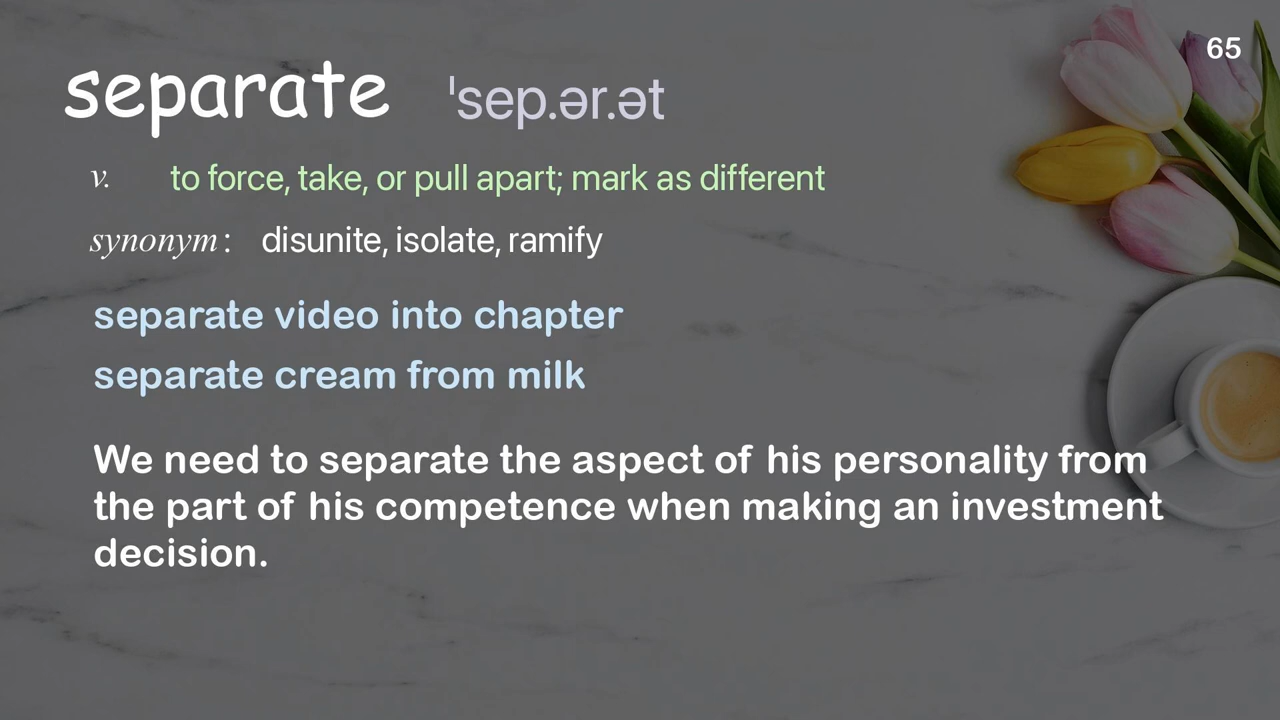 65
separate ˈsep.ər.ət
v. to force, take, or pull apart; mark as different
synonym: disunite, isolate, ramify
separate video into chapter
separate cream from milk
We need to separate the aspect of his personality from
the part of his competence when making an investment
decision.